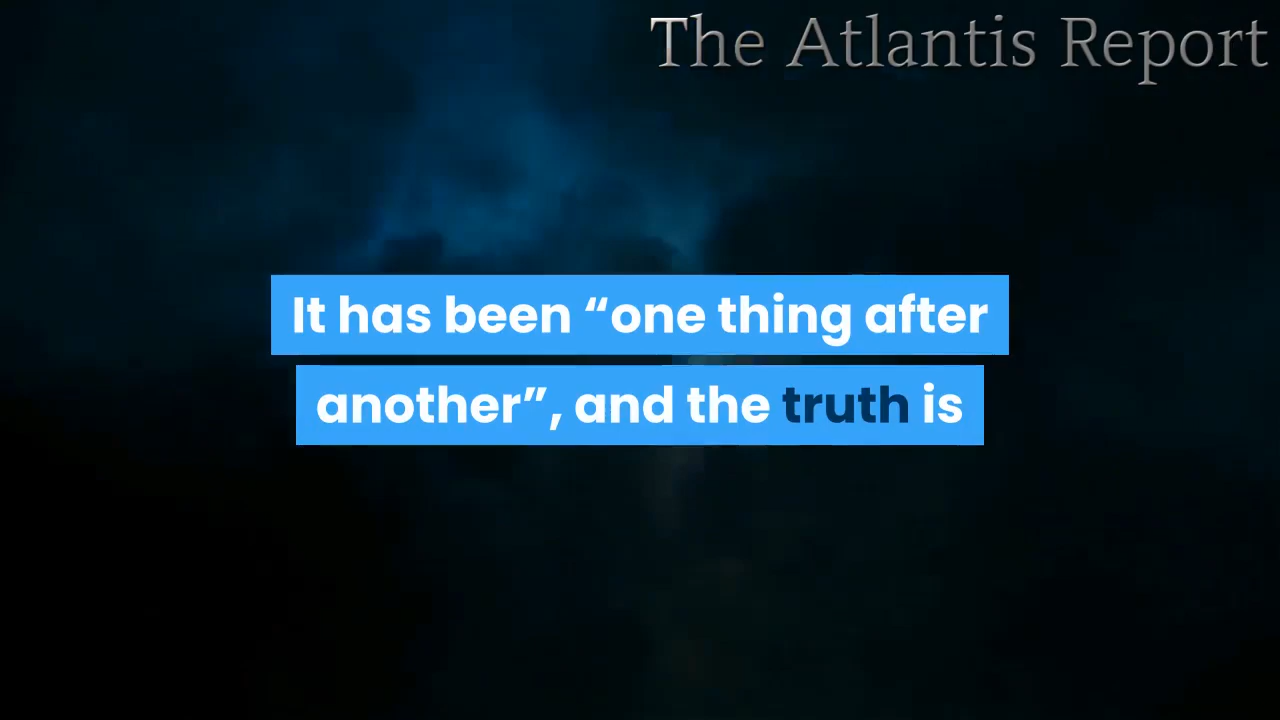 The Atlantis Report
It has been “one thing after
another”, and the truth is